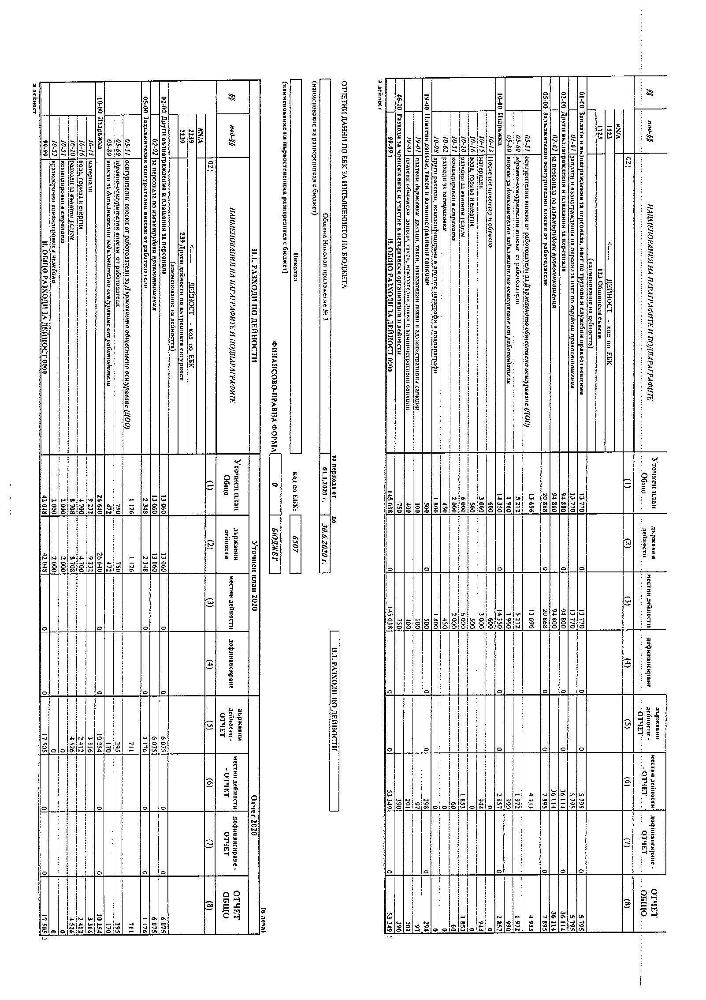 §§ под-§§ НАИМЕНОВАНИЯ НА ПАРАГРАФИТЕ И ПОДПАРАГРАФИТЕ Уточнен план Общо държавни дейности местни дейности дофинансиране държавни дейности - ОТЧЕТ местни дейности - ОТЧЕТ дофинансиране - ОТЧЕТ ОТЧЕТ ОБЩО
021 (1) (2) (3) (4) (5) (6) (7) (8)
#N/A
1123 <------ ДЕЙНОСТ - код по ЕБК
1123 123 Общински съвети
(наименование на дейността)
01-00 Заплати и възнаграждения за персонала, нает по трудови и служебни правоотношения 13 770 0 13 770 0 0 5 795 0 5 795
01-01 заплати и възнаграждения на персонала нает по трудови правоотношения 13 770 13 770 5 795 5 795
02-00 Други възнаграждения и плащания за персонала 94 800 0 94 800 0 0 36 114 0 36 114
02-02 за персонала по извънтрудови правоотношения 94 800 94 800 36 114 36 114
05-00 Задължителни осигурителни вноски от работодатели 20 868 0 20 868 0 0 7 895 0 7 895
05-51 осигурителни вноски от работодатели за Държавното обществено осигуряване (ДОО) 13 696 13 696 4 933 4 933
05-60 здравно-осигурителни вноски от работодатели 5 212 5 212 1 972 1 972
05-80 вноски за допълнително задължително осигуряване от работодатели 1 960 1 960 990 990
10-00 Издръжка 14 350 0 14 350 0 0 2 857 0 2 857
10-13 Постелен инвентар и облекло 600 600 0 0
10-15 материали 3 000 3 000 944 944
10-16 вода, горива и енергия 500 500 0 0
10-20 разходи за външни услуги 6 000 6 000 1 853 1 853
10-51 командировки в страната 2 000 2 000 60 60
10-62 разходи за застраховки 450 450 0 0
10-98 други разходи, некласифицирани в другите параграфи и подпараграфи 1 800 1 800 0 0
19-00 Платени данъци, такси и административни санкции 500 0 500 0 0 298 0 298
19-01 платени държавни данъци, такси, наказателни лихви и административни санкции 100 100 97 97
19-81 платени общински данъци, такси, наказателни лихви и административни санкции 400 400 201 201
46-00 Разходи за членски внос и участие в нетърговски организации и дейности 750 750 390 390
99-99 II. ОБЩО РАЗХОДИ ЗА ДЕЙНОСТ 0000 145 038 0 145 038 0 0 53 349 0 53 349
а дейност
ОТЧЕТНИ ДАННИ ПО ЕБК ЗА ИЗПЪЛНЕНИЕТО НА БЮДЖЕТА
за периода от до
II.1. РАЗХОДИ ПО ДЕЙНОСТИ
Община Никопол-приложение № 3 01.1.2020 г. 30.6.2020 г.
(наименование на разпоредителя с бюджет)
Никопол код по ЕБК: 6507
(наименование на първостепенния разпоредител с бюджет)
ФИНАНСОВО-ПРАВНА ФОРМА 0 БЮДЖЕТ
(в лева)
II.1. РАЗХОДИ ПО ДЕЙНОСТИ Уточнен план 2020 Отчет 2020
§§ под-§§ НАИМЕНОВАНИЯ НА ПАРАГРАФИТЕ И ПОДПАРАГРАФИТЕ Уточнен план Общо държавни дейности местни дейности дофинансиране държавни дейности - ОТЧЕТ местни дейности - ОТЧЕТ дофинансиране - ОТЧЕТ ОТЧЕТ ОБЩО
021 (1) (2) (3) (4) (5) (6) (7) (8)
#N/A
2239 <------ ДЕЙНОСТ - код по ЕБК
2239 239 Други дейности по вътрешната сигурност
(наименование на дейността)
02-00 Други възнаграждения и плащания за персонала 13 060 13 060 0 0 6 075 0 0 6 075
02-02 за персонала по извънтрудови правоотношения 13 060 13 060 6 075 6 075
05-00 Задължителни осигурителни вноски от работодатели 2 348 2 348 0 0 1 176 0 0 1 176
05-51 осигурителни вноски от работодатели за Държавното обществено осигуряване (ДОО) 1 126 1 126 711 711
05-60 здравно-осигурителни вноски от работодатели 750 750 295 295
05-80 вноски за допълнително задължително осигуряване от работодатели 472 472 170 170
10-00 Издръжка 26 640 26 640 0 0 10 254 0 0 10 254
10-15 материали 9 232 9 232 3 316 3 316
10-16 вода, горива и енергия 4 700 4 700 2 412 2 412
10-20 разходи за външни услуги 8 708 8 708 4 526 4 526
10-51 командировки в страната 2 000 2 000 0 0
10-52 краткосрочни командировки в чужбина 2 000 2 000 0 0
99-99 II. ОБЩО РАЗХОДИ ЗА ДЕЙНОСТ 0000 42 048 42 048 0 0 17 505 0 0 17 505
а дейност